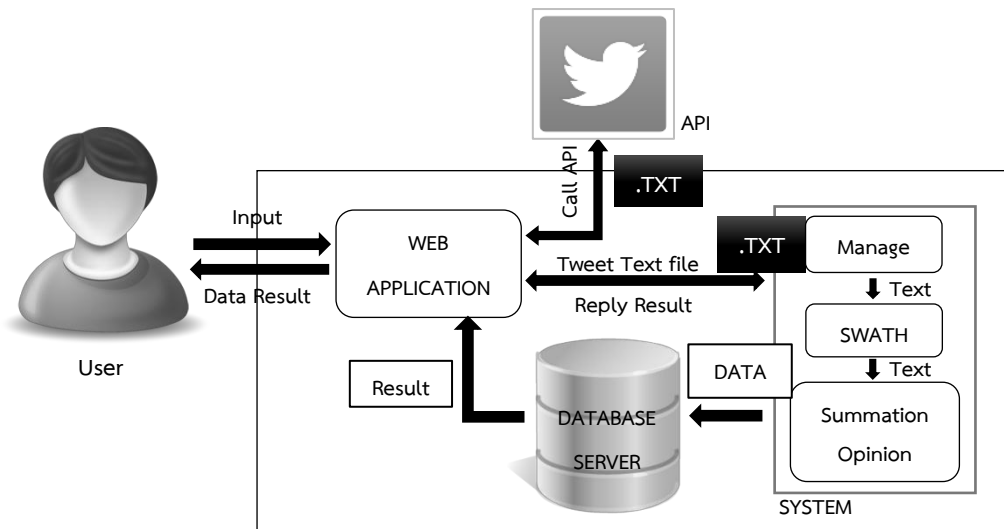 API
Call API
.TXT
Input
WEB
APPLICATION
Data Result
User
Tweet Text file
Reply Result
.TXT
Manage
Text
SWATH
Text
Summation
Opinion
SYSTEM
DATA
DATABASE
SERVER
Result